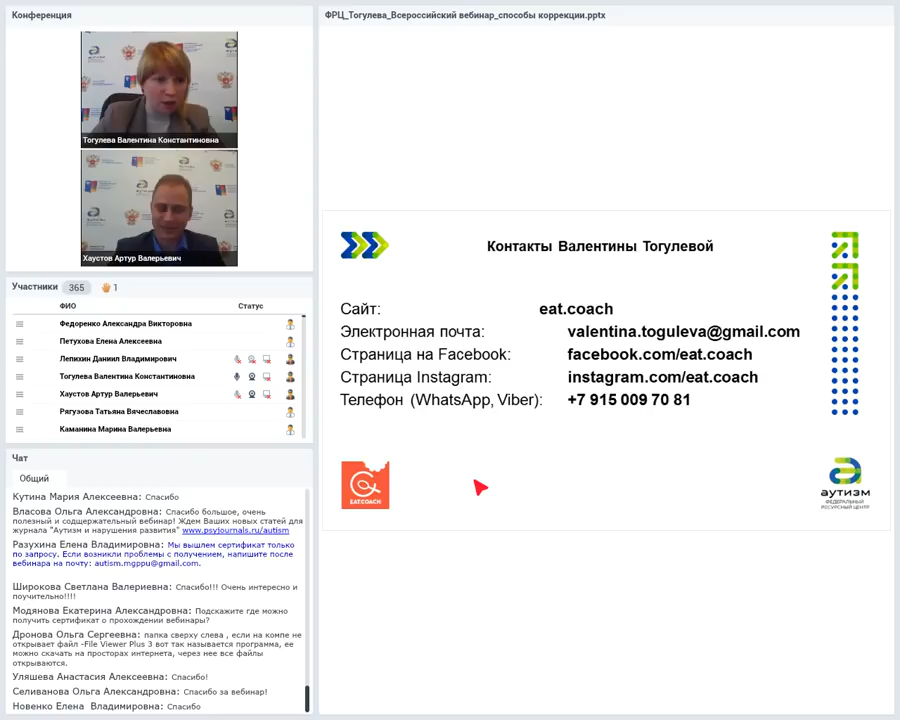 Конференция
Тогулева Валентина Константиновна
Хаустов Артур Валерьевич
Участники 365 1
ФИО Статус
Федоренко Александра Викторовна
Петухова Елена Алексеевна
Лепихин Даниил Владимирович
Тогулева Валентина Константиновна
Хаустов Артур Валерьевич
Рягузова Татьяна Вячеславовна
Каманина Марина Валерьевна
Чат
Общий
Кутина Мария Алексеевна: Спасибо
Власова Ольга Александровна: Спасибо большое, очень
полезный и содщержательный вебинар! Ждем Ваших новых статей для
журнала "Аутизм и нарушения развития" www.psyjournals.ru/autism
Разухина Елена Владимировна: Мы вышлем сертификат только
по запросу. Если возникли проблемы с получением, напишите после
вебинара на почту: autism.mgppu@gmail.com.
Широкова Светлана Валериевна: Спасибо!!! Очень интересно и
поучительно!!!!
Модянова Екатерина Александровна: Подскажите где можно
получить сертификат о прохождении вебинары?
Дронова Ольга Сергеевна: папка сверху слева , если на компе не
открывает файл -File Viewer Plus 3 вот так называется программа, ее
можно скачать на просторах интернета, через нее все файлы
открываются.
Уляшева Анастасия Алексеевна: Спасибо!
Селиванова Ольга Александровна: Спасибо за вебинар!
Новенко Елена Владимировна: Спасибо
ФРЦ_Тогулева_Всероссийский вебинар_способы коррекции.pptx
Контакты Валентины Тогулевой
Сайт: eat.coach
Электронная почта: valentina.toguleva@gmail.com
Страница на Facebook: facebook.com/eat.coach
Страница Instagram: instagram.com/eat.coach
Телефон (WhatsApp, Viber): +7 915 009 70 81
EAT.COACH
аутизм
ФЕДЕРАЛЬНЫЙ
РЕСУРСНЫЙ ЦЕНТР